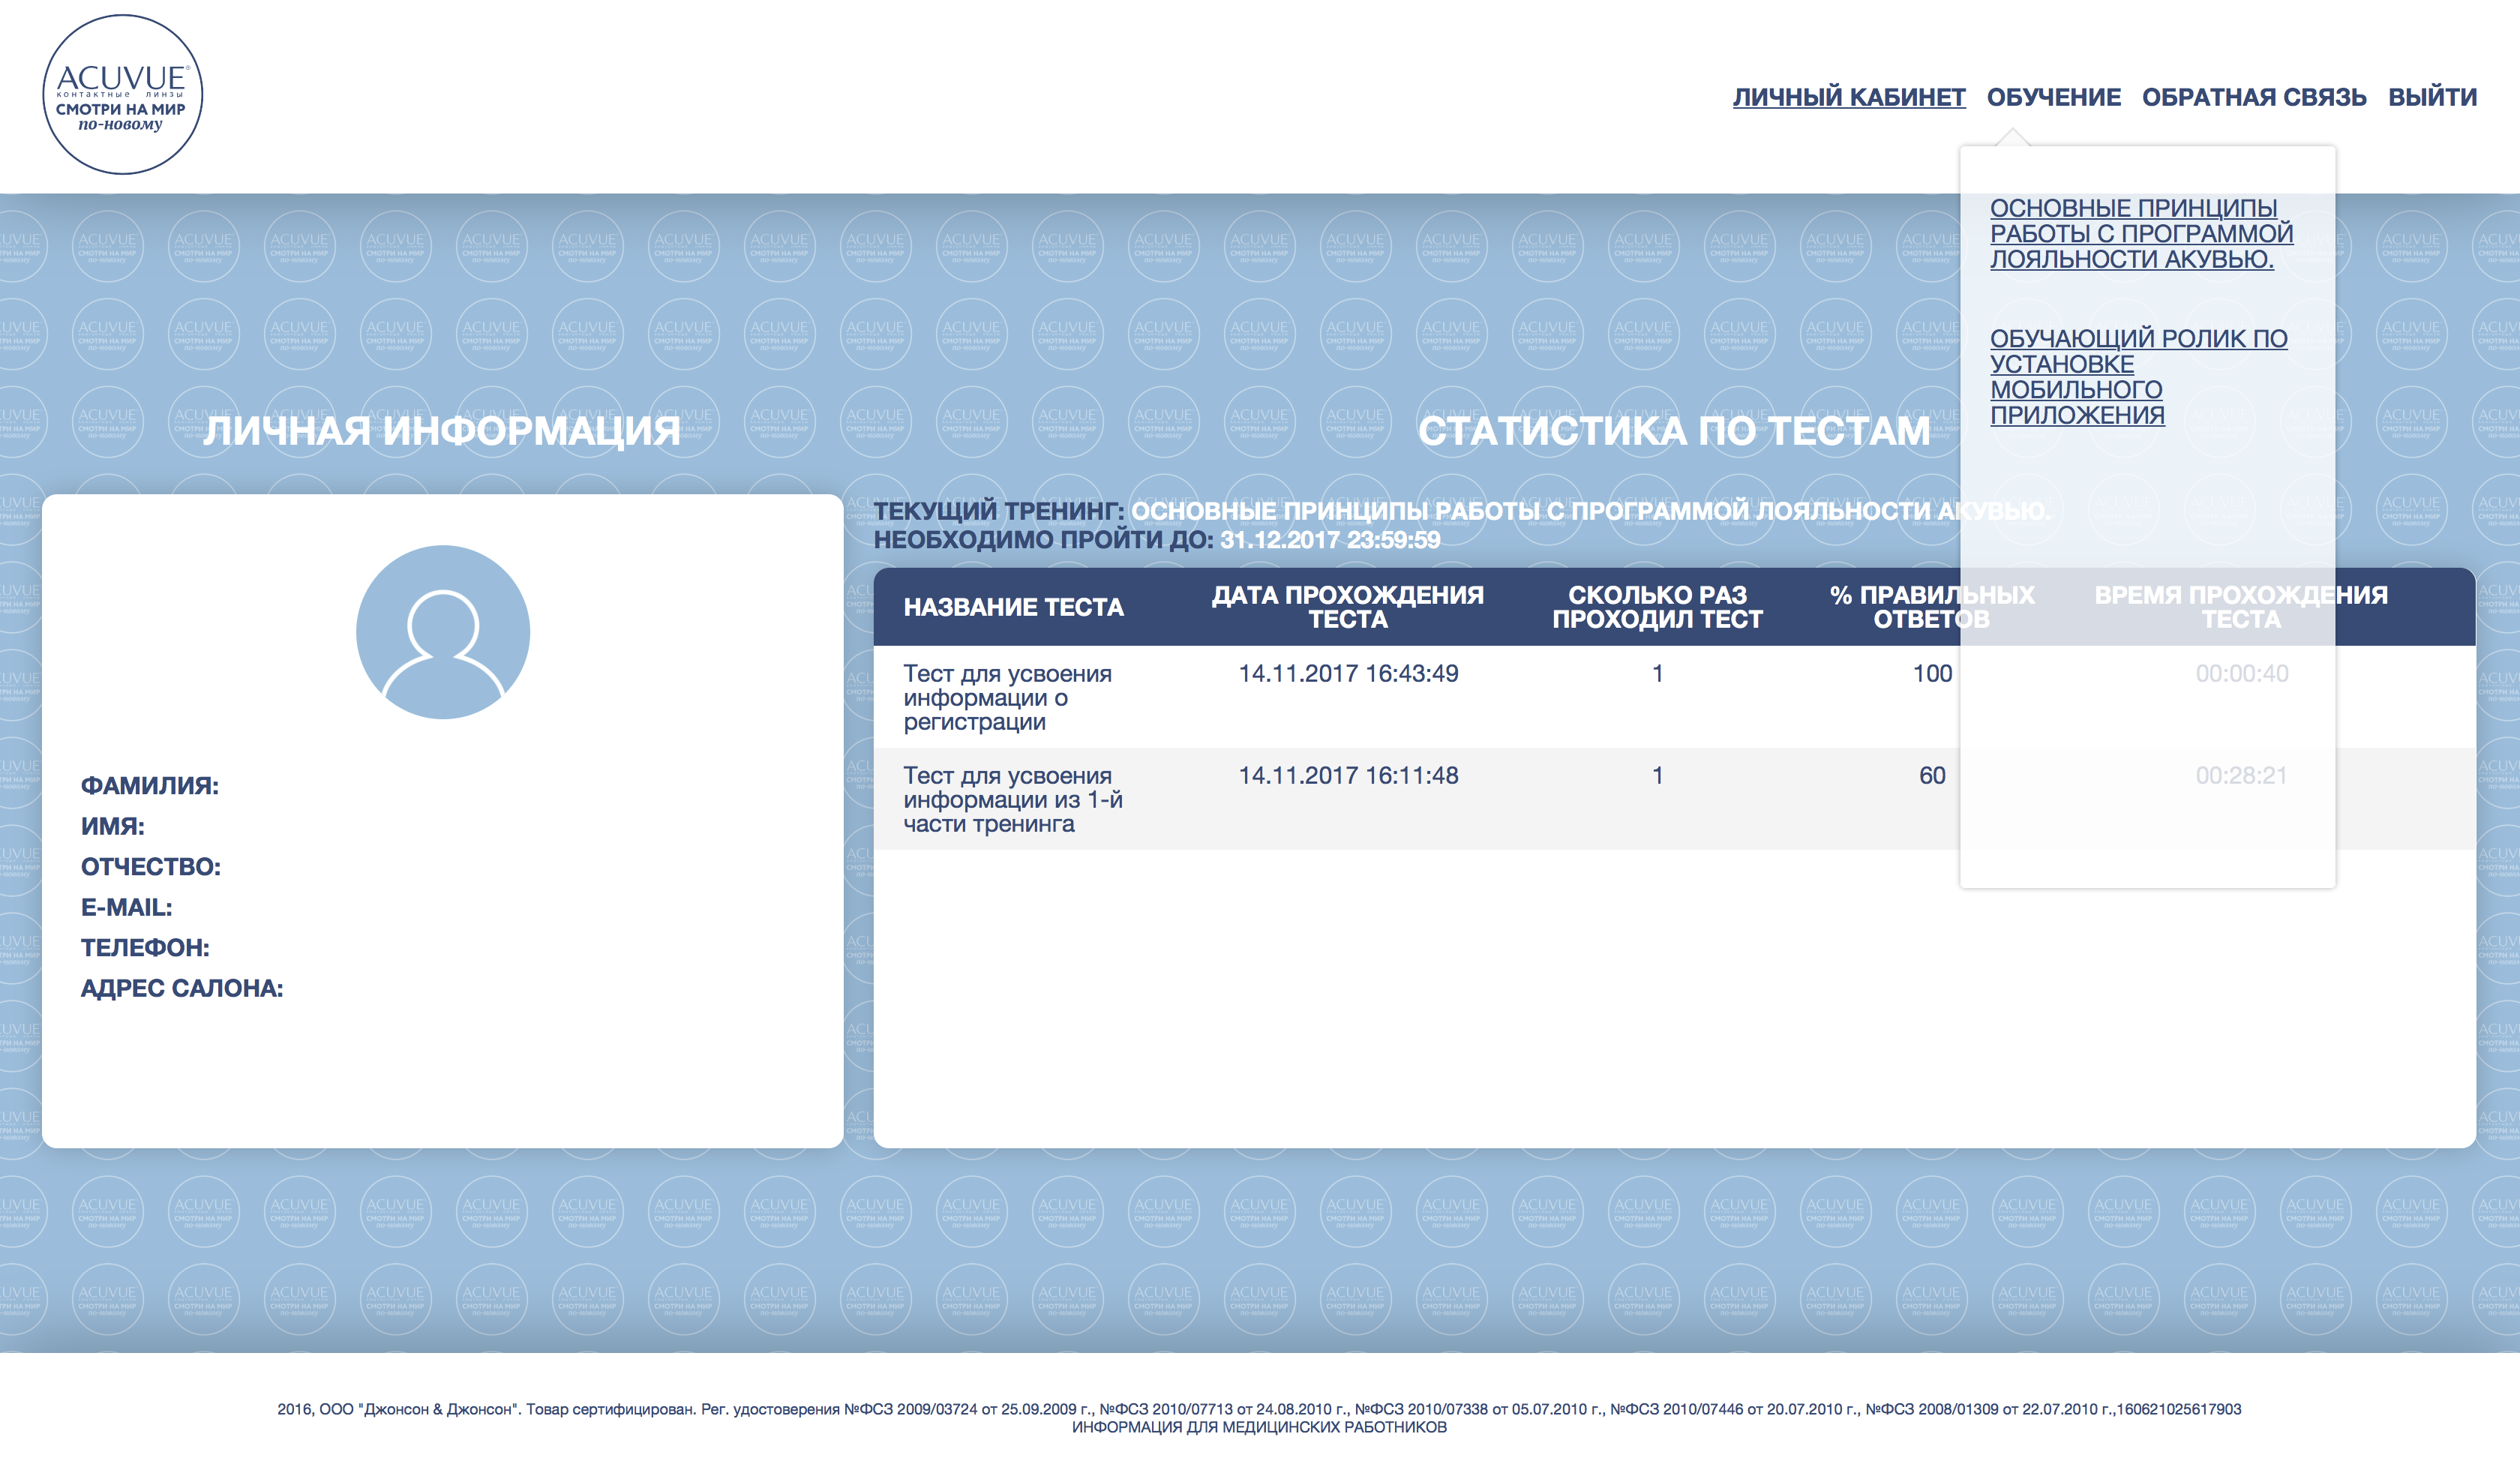 ACUVUE®
контактные линзы
СМОТРИ НА МИР
по-новому
ЛИЧНЫЙ КАБИНЕТ ОБУЧЕНИЕ ОБРАТНАЯ СВЯЗЬ ВЫЙТИ
ОСНОВНЫЕ ПРИНЦИПЫ
РАБОТЫ С ПРОГРАММОЙ
ЛОЯЛЬНОСТИ АКУВЬЮ.
ОБУЧАЮЩИЙ РОЛИК ПО
УСТАНОВКЕ
МОБИЛЬНОГО
ПРИЛОЖЕНИЯ
ЛИЧНАЯ ИНФОРМАЦИЯ
ФАМИЛИЯ:
ИМЯ:
ОТЧЕСТВО:
E-MAIL:
ТЕЛЕФОН:
АДРЕС САЛОНА:
СТАТИСТИКА ПО ТЕСТАМ
ТЕКУЩИЙ ТРЕНИНГ: ОСНОВНЫЕ ПРИНЦИПЫ РАБОТЫ С ПРОГРАММОЙ ЛОЯЛЬНОСТИ АКУВЬЮ.
НЕОБХОДИМО ПРОЙТИ ДО: 31.12.2017 23:59:59
НАЗВАНИЕ ТЕСТА
ДАТА ПРОХОЖДЕНИЯ
ТЕСТА
СКОЛЬКО РАЗ
ПРОХОДИЛ ТЕСТ
% ПРАВИЛЬНЫХ
ОТВЕТОВ
ВРЕМЯ ПРОХОЖДЕНИЯ
ТЕСТА
Тест для усвоения
информации о
регистрации
14.11.2017 16:43:49
1
100
00:00:40
Тест для усвоения
информации из 1-й
части тренинга
14.11.2017 16:11:48
1
60
00:28:21
2016, ООО "Джонсон & Джонсон". Товар сертифицирован. Рег. удостоверения №ФСЗ 2009/03724 от 25.09.2009 г., №ФСЗ 2010/07713 от 24.08.2010 г., №ФСЗ 2010/07338 от 05.07.2010 г., №ФСЗ 2010/07446 от 20.07.2010 г., №ФСЗ 2008/01309 от 22.07.2010 г.,160621025617903
ИНФОРМАЦИЯ ДЛЯ МЕДИЦИНСКИХ РАБОТНИКОВ